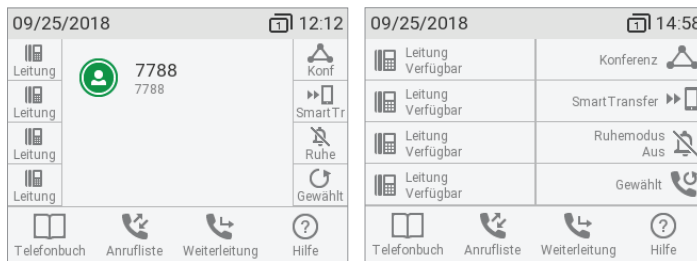 09/25/2018 1 12:12
Leitung
Leitung
Leitung
Leitung
7788
7788
Konf
SmartTr
Ruhe
Gewählt
Telefonbuch Anrufliste Weiterleitung Hilfe
09/25/2018 1 14:58
Leitung
Verfügbar
Konferenz
Leitung
Verfügbar
SmartTransfer
Leitung
Verfügbar
Ruhemodus
Aus
Leitung
Verfügbar
Gewählt
Telefonbuch Anrufliste Weiterleitung Hilfe